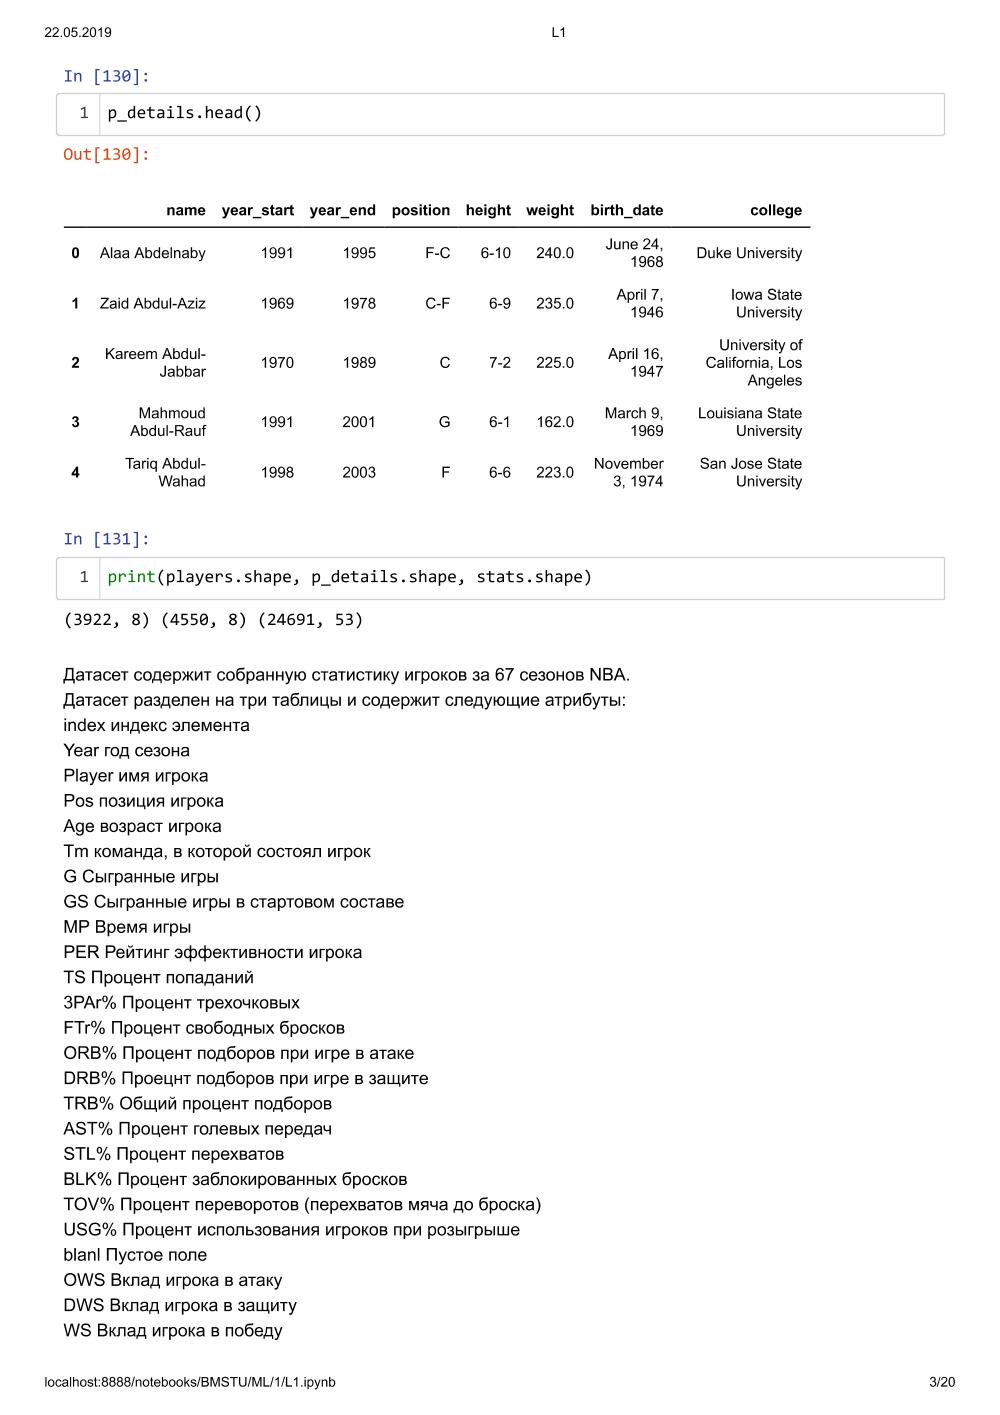 22.05.2019 L1
In [130]:
1 p_details.head()
Out[130]:
name year_start year_end position height weight birth_date college
0 Alaa Abdelnaby 1991 1995 F-C 6-10 240.0 June 24, 1968 Duke University
1 Zaid Abdul-Aziz 1969 1978 C-F 6-9 235.0 April 7, 1946 Iowa State University
2 Kareem Abdul-Jabbar 1970 1989 C 7-2 225.0 April 16, 1947 University of California, Los Angeles
3 Mahmoud Abdul-Rauf 1991 2001 G 6-1 162.0 March 9, 1969 Louisiana State University
4 Tariq Abdul-Wahad 1998 2003 F 6-6 223.0 November 3, 1974 San Jose State University
In [131]:
1 print(players.shape, p_details.shape, stats.shape)
(3922, 8) (4550, 8) (24691, 53)
Датасет содержит собранную статистику игроков за 67 сезонов NBA.
Датасет разделен на три таблицы и содержит следующие атрибуты:
index индекс элемента
Year год сезона
Player имя игрока
Pos позиция игрока
Age возраст игрока
Tm команда, в которой состоял игрок
G Сыгранные игры
GS Сыгранные игры в стартовом составе
MP Время игры
PER Рейтинг эффективности игрока
TS Процент попаданий
3PAr% Процент трехочковых
FTr% Процент свободных бросков
ORB% Процент подборов при игре в атаке
DRB% Проецнт подборов при игре в защите
TRB% Общий процент подборов
AST% Процент голевых передач
STL% Процент перехватов
BLK% Процент заблокированных бросков
TOV% Процент переворотов (перехватов мяча до броска)
USG% Процент использования игроков при розыгрыше
blanl Пустое поле
OWS Вклад игрока в атаку
DWS Вклад игрока в защиту
WS Вклад игрока в победу
localhost:8888/notebooks/BMSTU/ML/1/L1.ipynb 3/20